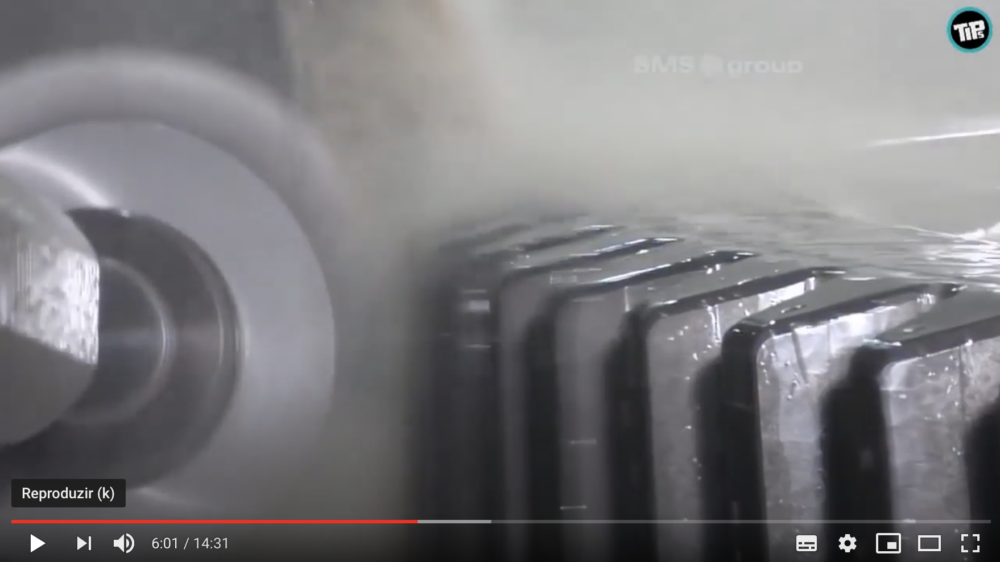 TiPs
SMS group
Reproduzir (k)
6:01 / 14:31